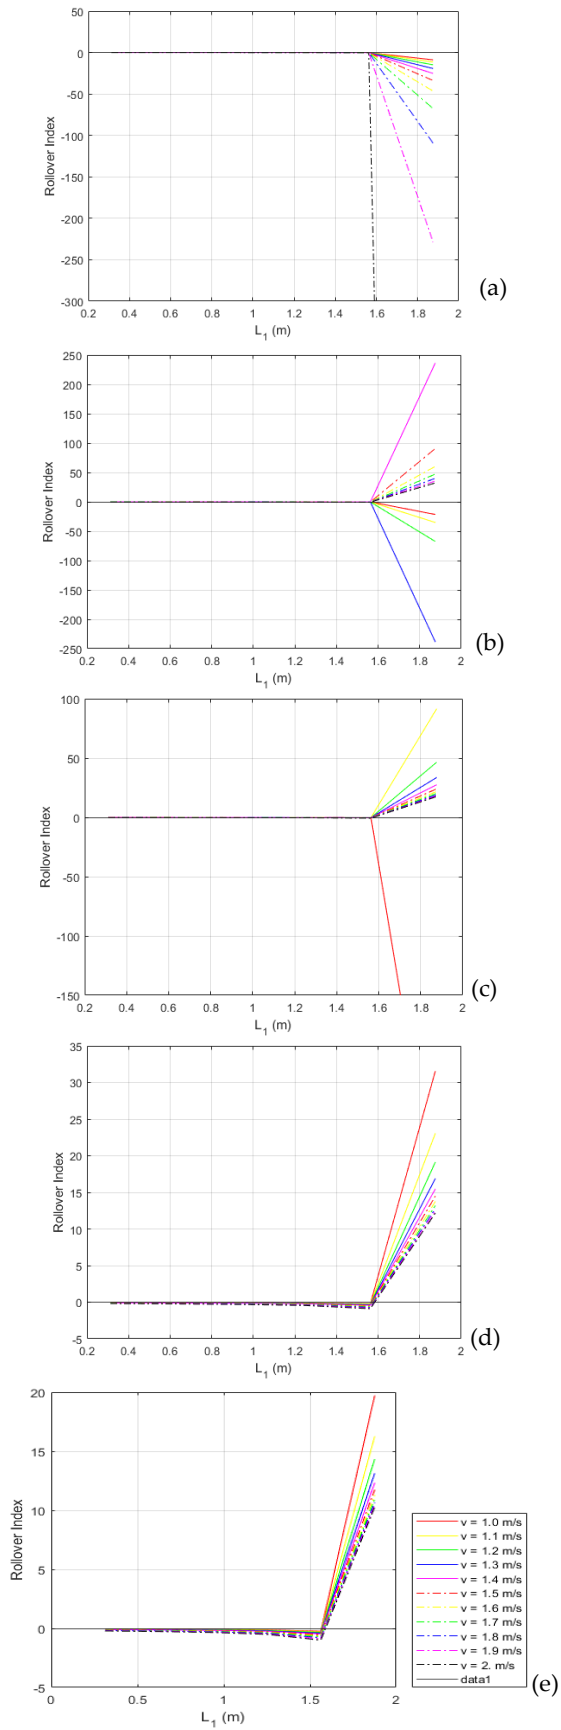 50
0
-50
-100
-150
-200
-250
-300
Rollover Index
0.2 0.4 0.6 0.8 1 1.2 1.4 1.6 1.8 2
L1 (m)
(a)
250
200
150
100
50
0
-50
-100
-150
-200
-250
Rollover Index
0.2 0.4 0.6 0.8 1 1.2 1.4 1.6 1.8 2
L1 (m)
(b)
100
50
0
-50
-100
-150
Rollover Index
0.2 0.4 0.6 0.8 1 1.2 1.4 1.6 1.8 2
L1 (m)
(c)
35
30
25
20
15
10
5
0
-5
Rollover Index
0.2 0.4 0.6 0.8 1 1.2 1.4 1.6 1.8 2
L1 (m)
(d)
20
15
10
5
0
-5
Rollover Index
0 0.5 1 1.5 2
L1 (m)
v = 1.0 m/s
v = 1.1 m/s
v = 1.2 m/s
v = 1.3 m/s
v = 1.4 m/s
v = 1.5 m/s
v = 1.6 m/s
v = 1.7 m/s
v = 1.8 m/s
v = 1.9 m/s
v = 2. m/s
data1
(e)